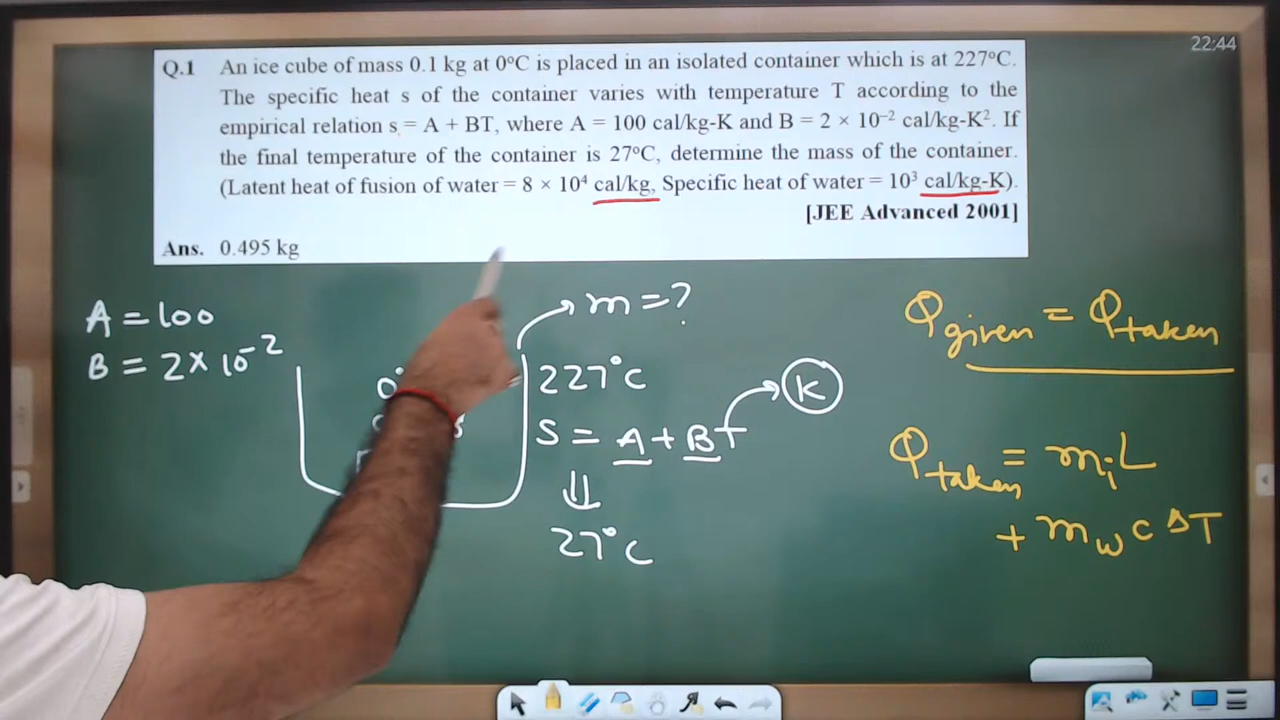 22:44
Q.1 An ice cube of mass 0.1 kg at 0°C is placed in an isolated container which is at 227°C.
The specific heat s of the container varies with temperature T according to the
empirical relation s = A + BT, where A = 100 cal/kg-K and B = 2 × 10⁻² cal/kg-K². If
the final temperature of the container is 27°C, determine the mass of the container.
(Latent heat of fusion of water = 8 × 10⁴ cal/kg, Specific heat of water = 10³ cal/kg-K).
[JEE Advanced 2001]
Ans. 0.495 kg
A = 100
B = 2 × 10⁻²
0°
m = ?
227°C
S = A + BT
K
27°C
Q given = Q taken
Q taken = mᵢL
+ m_w c ΔT